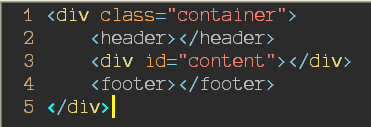 1 <div class="container">
2     <header></header>
3     <div id="content"></div>
4     <footer></footer>
5 </div>